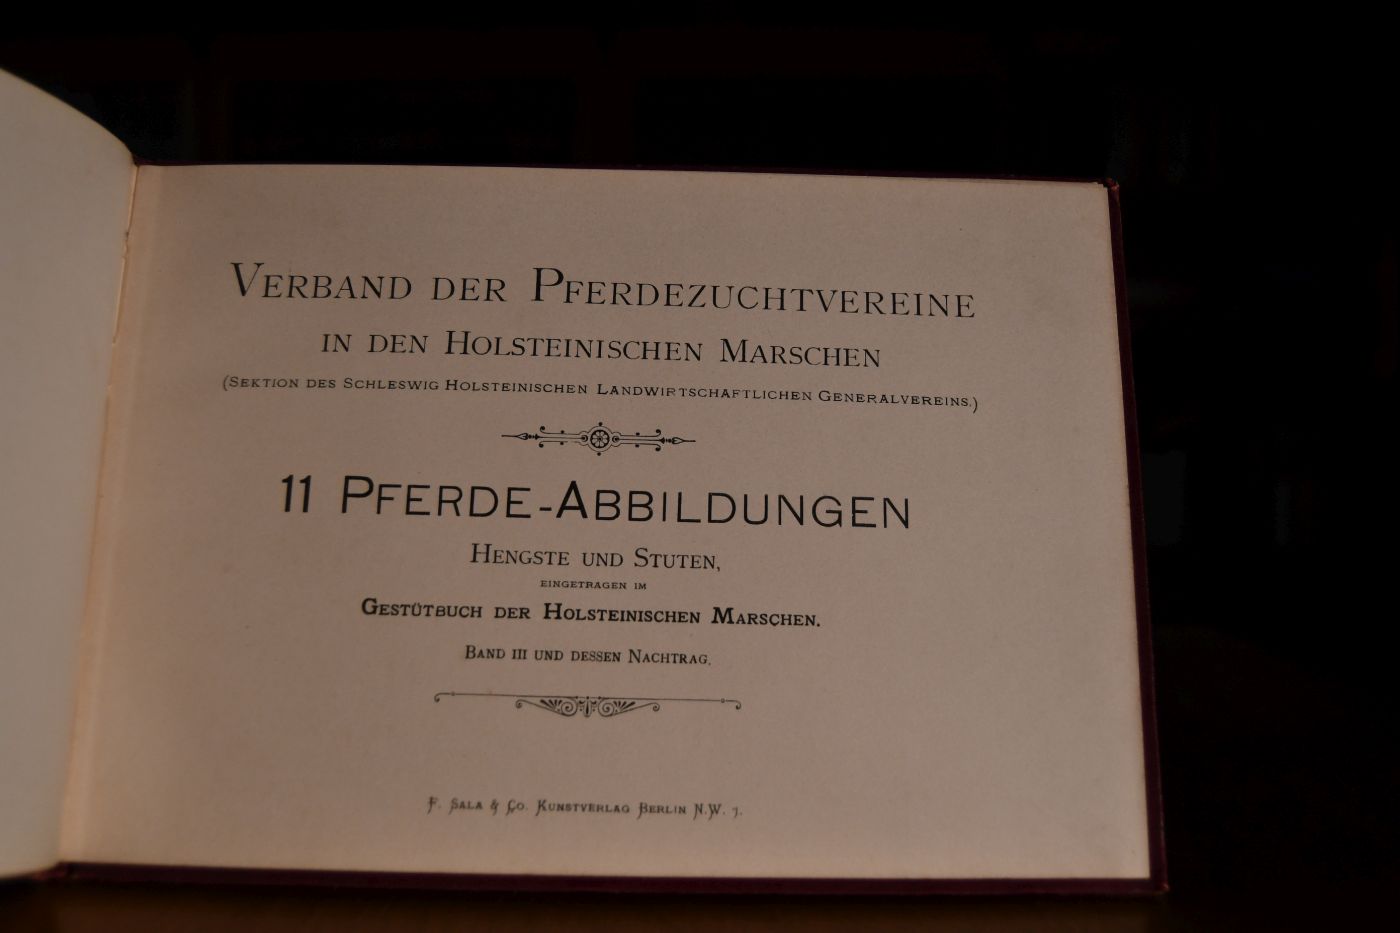 VERBAND DER PFERDEZUCHTVEREINE
IN DEN HOLSTEINISCHEN MARSCHEN
(SEKTION DES SCHLESWIG HOLSTEINISCHEN LANDWIRTSCHAFTLICHEN GENERALVEREINS.)
11 PFERDE-ABBILDUNGEN
HENGSTE UND STUTEN,
EINGETRAGEN IM
GESTÜTBUCH DER HOLSTEINISCHEN MARSCHEN.
BAND III UND DESSEN NACHTRAG.
F. SALA & CO. KUNSTVERLAG BERLIN N.W. 7.